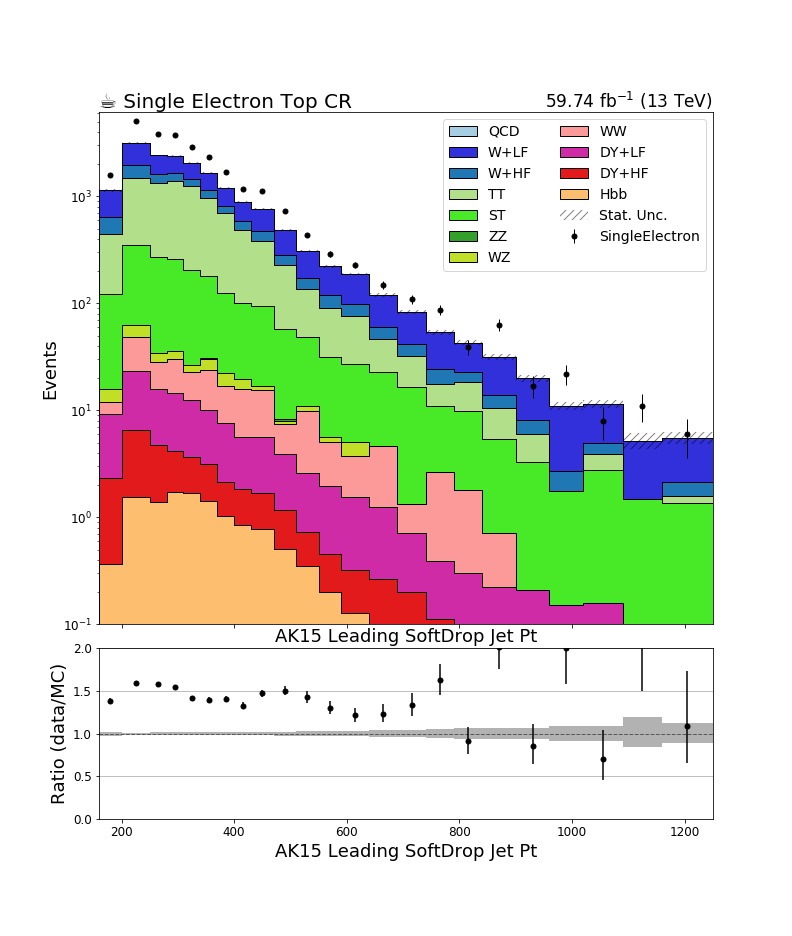 ☕ Single Electron Top CR
59.74 fb⁻¹ (13 TeV)
QCD
W+LF
W+HF
TT
ST
ZZ
WZ
WW
DY+LF
DY+HF
Hbb
Stat. Unc.
SingleElectron
Events
10³
10²
10¹
10⁰
10⁻¹
AK15 Leading SoftDrop Jet Pt
Ratio (data/MC)
2.0
1.5
1.0
0.5
0.0
200 400 600 800 1000 1200
AK15 Leading SoftDrop Jet Pt